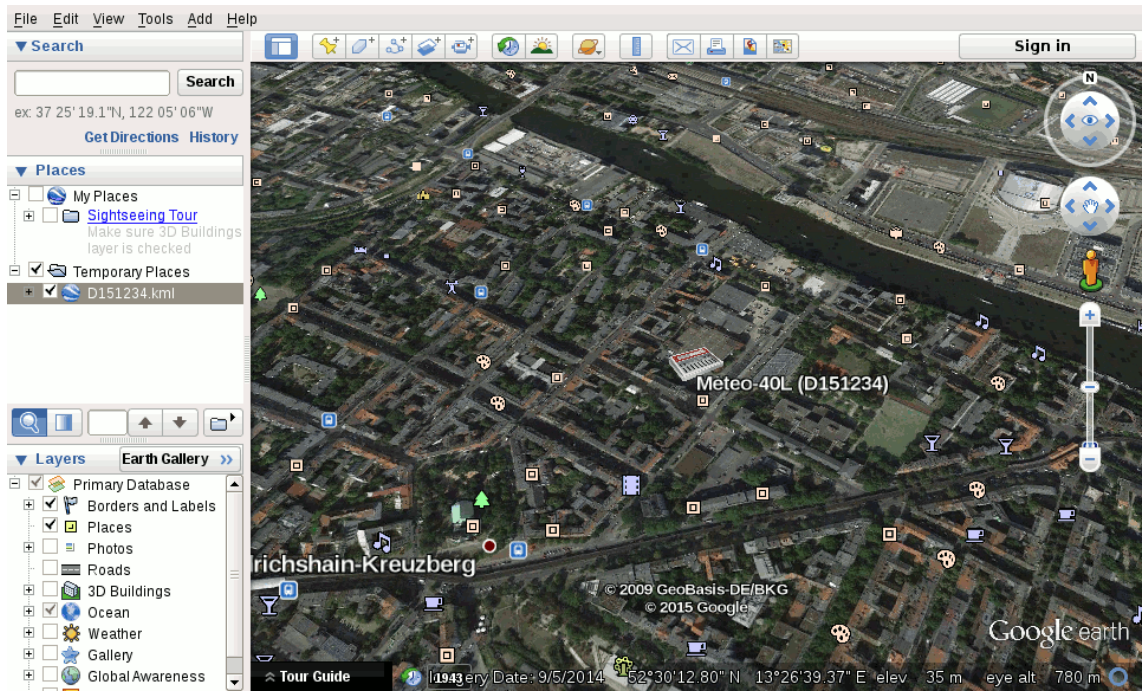 File Edit View Tools Add Help
Search
Sign in
Search
ex: 37 25' 19.1"N, 122 05' 06"W
Get Directions History
N
Places
My Places
Sightseeing Tour
Make sure 3D Buildings
layer is checked
Temporary Places
D151234.kml
Meteo-40L (D151234)
Layers
Earth Gallery >>
Primary Database
Borders and Labels
Places
Photos
Roads
3D Buildings
Ocean
Weather
Gallery
Global Awareness
richshain-Kreuzberg
© 2009 GeoBasis-DE/BKG
© 2015 Google
Google earth
Tour Guide
1943
Date: 9/5/2014 52°30'12.80" N 13°26'39.37" E elev 35 m eye alt 780 m